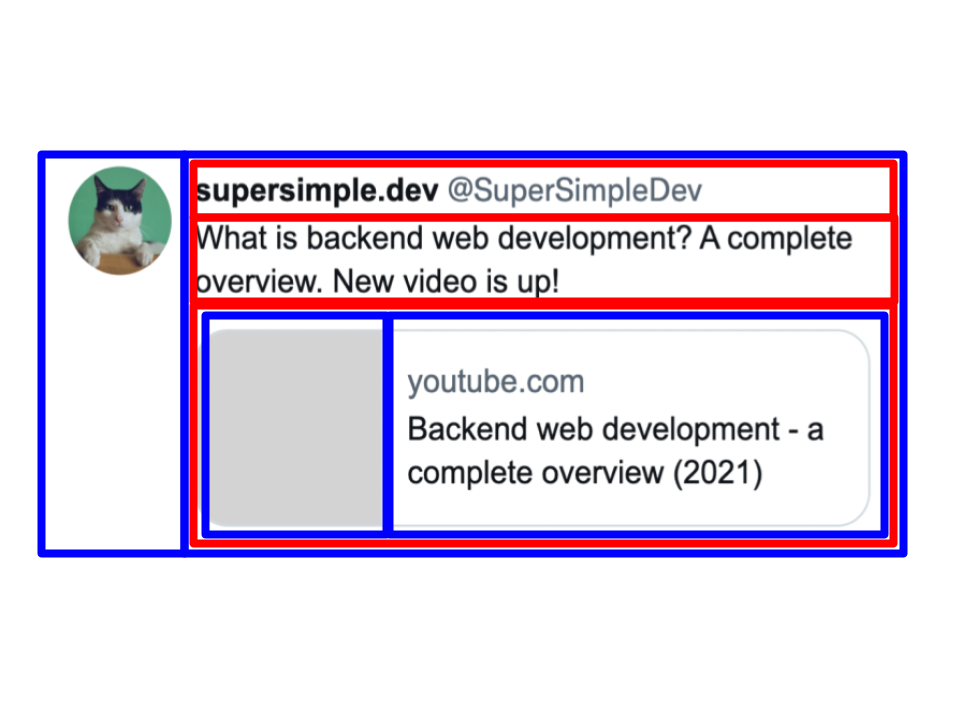 supersimple.dev @SuperSimpleDev
What is backend web development? A complete
overview. New video is up!
youtube.com
Backend web development - a
complete overview (2021)